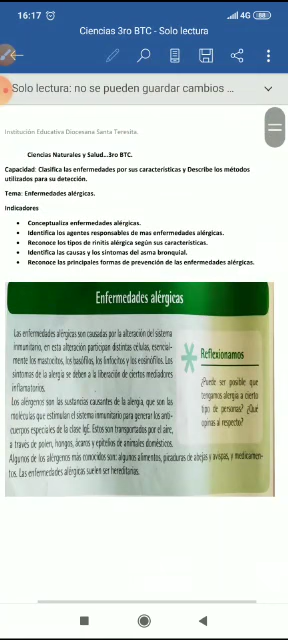 16:17
4G 88
Ciencias 3ro BTC - Solo lectura
Solo lectura: no se pueden guardar cambios ...
Institución Educativa Diocesana Santa Teresita.
Ciencias Naturales y Salud...3ro BTC.
Capacidad: Clasifica las enfermedades por sus características y Describe los métodos
utilizados para su detección.
Tema: Enfermedades alérgicas.
Indicadores
• Conceptualiza enfermedades alérgicas.
• Identifica los agentes responsables de mas enfermedades alérgicas.
• Reconoce los tipos de rinitis alérgica según sus características.
• Identifica las causas y los síntomas del asma bronquial.
• Reconoce las principales formas de prevención de las enfermedades alérgicas.
Enfermedades alérgicas
Las enfermedades alérgicas son causadas por la alteración del sistema
inmunitario, en esta alteración participan distintas células, esencial-
mente los mastocitos, los basófilos, los linfocitos y los eosinófilos. Los
síntomas de la alergia se deben a la liberación de ciertos mediadores
inflamatorios.
Los alérgenos son las sustancias causantes de la alergia, que son las
moléculas que estimulan el sistema inmunitario para generar los anti-
cuerpos especiales de la clase IgE. Estos son transportados por el aire,
a través de polen, hongos, ácaros y epitelios de animales domésticos.
Algunos de los alérgenos más conocidos son: algunos alimentos, picaduras de abejas y avispas, y medicamen-
tos. Las enfermedades alérgicas suelen ser hereditarias.
Reflexionamos
¿Puede ser posible que
tengamos alergia a cierto
tipo de personas? ¿Qué
opinas al respecto?